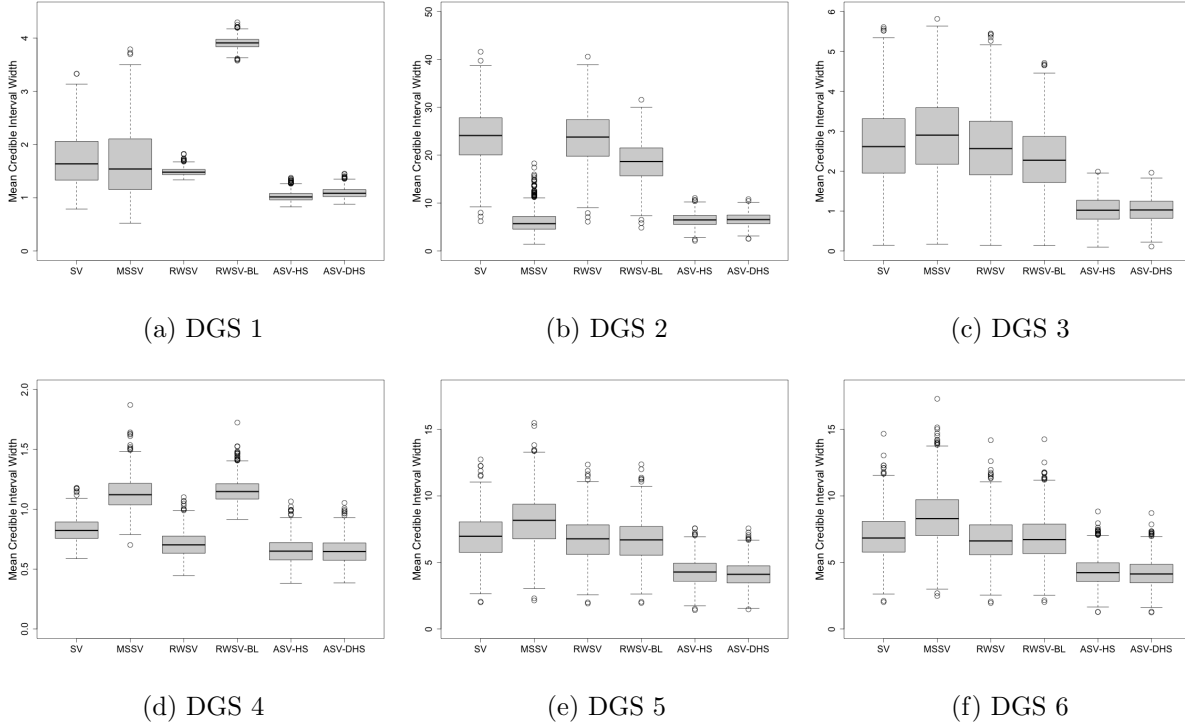 Mean Credible Interval Width
4
3
2
1
0
SV MSSV RWSV RWSV-BL ASV-HS ASV-DHS
(a) DGS 1
Mean Credible Interval Width
50
40
30
20
10
0
SV MSSV RWSV RWSV-BL ASV-HS ASV-DHS
(b) DGS 2
Mean Credible Interval Width
6
5
4
3
2
1
0
SV MSSV RWSV RWSV-BL ASV-HS ASV-DHS
(c) DGS 3
Mean Credible Interval Width
2.0
1.5
1.0
0.5
0.0
SV MSSV RWSV RWSV-BL ASV-HS ASV-DHS
(d) DGS 4
Mean Credible Interval Width
15
10
5
0
SV MSSV RWSV RWSV-BL ASV-HS ASV-DHS
(e) DGS 5
Mean Credible Interval Width
15
10
5
0
SV MSSV RWSV RWSV-BL ASV-HS ASV-DHS
(f) DGS 6